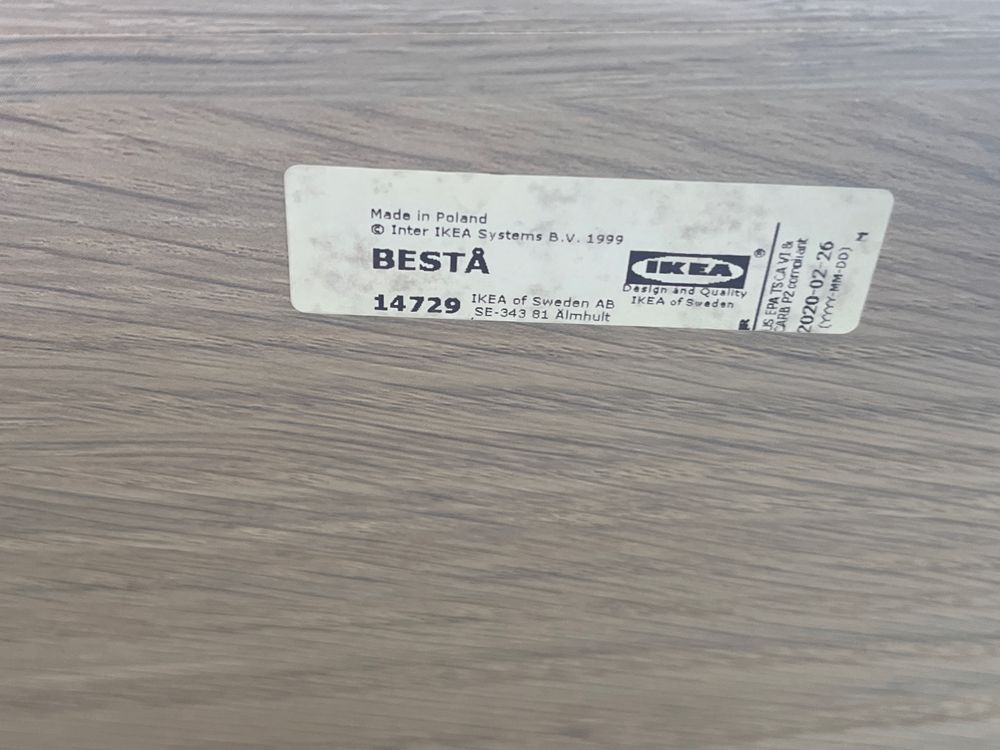 Made in Poland
© Inter IKEA Systems B.V. 1999
BESTÅ
14729
IKEA of Sweden AB
SE-343 81 Älmhult
IKEA
®
Design and Quality
IKEA of Sweden
US EPA TSCA VI &
CARB P2 compliant
2020-02-26
(YYYY-MM-DD)
M